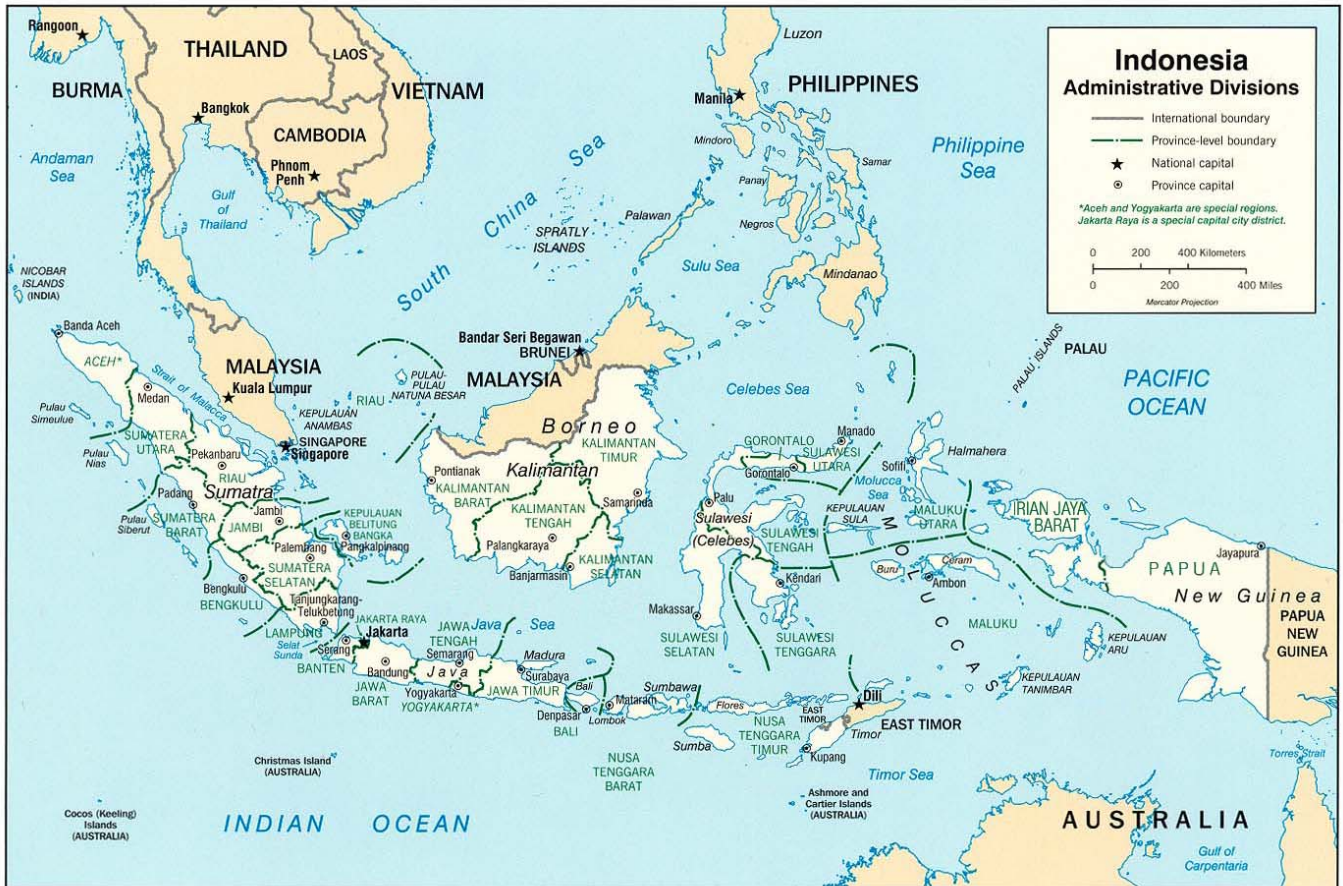 Rangoon
THAILAND
LAOS
BURMA
VIETNAM
Bangkok
CAMBODIA
Phnom
Penh
Andaman
Sea
Gulf
of
Thailand
South China Sea
SPRATLY
ISLANDS
Luzon
PHILIPPINES
Manila
Mindoro
Samar
Panay
Palawan
Negros
Sulu Sea
Mindanao
Philippine
Sea
Indonesia
Administrative Divisions
International boundary
Province-level boundary
National capital
Province capital
*Aceh and Yogyakarta are special regions.
Jakarta Raya is a special capital city district.
0 200 400 Kilometers
0 200 400 Miles
Mercator Projection
NICOBAR
ISLANDS
(INDIA)
Banda Aceh
ACEH*
Strait of Malacca
MALAYSIA
Kuala Lumpur
Medan
Pulau
Simeulue
SUMATERA
UTARA
Pulau
Nias
Pekanbaru
RIAU
Sumatra
Padang
SUMATERA
BARAT
Pulau
Siberut
Jambi
JAMBI
KEPULAUAN
ANAMBAS
RIAU
PULAU-
PULAU
NATUNA BESAR
SINGAPORE
Singapore
KEPULAUAN
BELITUNG
BANGKA
Pangkalpinang
Palembang
SUMATERA
SELATAN
Bengkulu
BENGKULU
Tanjungkarang-
Telukbetung
LAMPUNG
Selat
Sunda
Bandar Seri Begawan
BRUNEI
MALAYSIA
Borneo
KALIMANTAN
TIMUR
Kalimantan
Pontianak
KALIMANTAN
BARAT
Samarinda
KALIMANTAN
TENGAH
Palangkaraya
Banjarmasin
KALIMANTAN
SELATAN
Celebes Sea
PALAU ISLANDS
PALAU
PACIFIC
OCEAN
Manado
GORONTALO
SULAWESI
UTARA
Gorontalo
Sofifi
Halmahera
Molucca
Sea
Palu
Sulawesi
(Celebes)
KEPULAUAN
SULA
MALUKU
UTARA
SULAWESI
TENGAH
Kendari
Makassar
SULAWESI
SELATAN
SULAWESI
TENGGARA
MOLUCCAS
Buru
Ceram
Ambon
MALUKU
IRIAN JAYA
BARAT
Jayapura
PAPUA
New Guinea
PAPUA
NEW
GUINEA
KEPULAUAN
ARU
KEPULAUAN
TANIMBAR
JAKARTA RAYA
Jakarta
Serang
BANTEN
Bandung
JAWA
BARAT
JAWA
TENGAH
Semarang
Java
Yogyakarta
YOGYAKARTA*
Java Sea
Madura
Surabaya
JAWA TIMUR
Bali
Denpasar
BALI
Mataram
Lombok
Sumbawa
NUSA
TENGGARA
BARAT
Flores
Sumba
NUSA
TENGGARA
TIMUR
EAST
TIMOR
Dili
EAST TIMOR
Timor
Kupang
Timor Sea
Christmas Island
(AUSTRALIA)
Cocos (Keeling)
Islands
(AUSTRALIA)
INDIAN OCEAN
Ashmore and
Cartier Islands
(AUSTRALIA)
AUSTRALIA
Torres Strait
Gulf of
Carpentaria